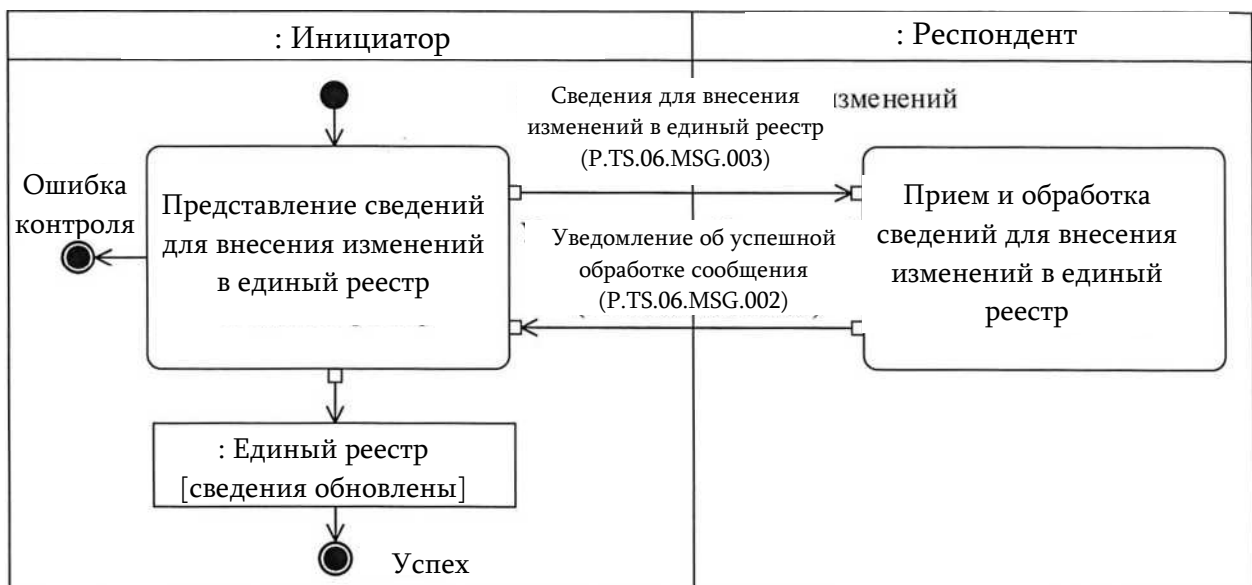 : Инициатор
: Респондент
Сведения для внесения
изменений в единый реестр
(P.TS.06.MSG.003)
изменений
Ошибка
контроля
Представление сведений
для внесения изменений
в единый реестр
Уведомление об успешной
обработке сообщения
(P.TS.06.MSG.002)
Прием и обработка
сведений для внесения
изменений в единый
реестр
: Единый реестр
[сведения обновлены]
Успех